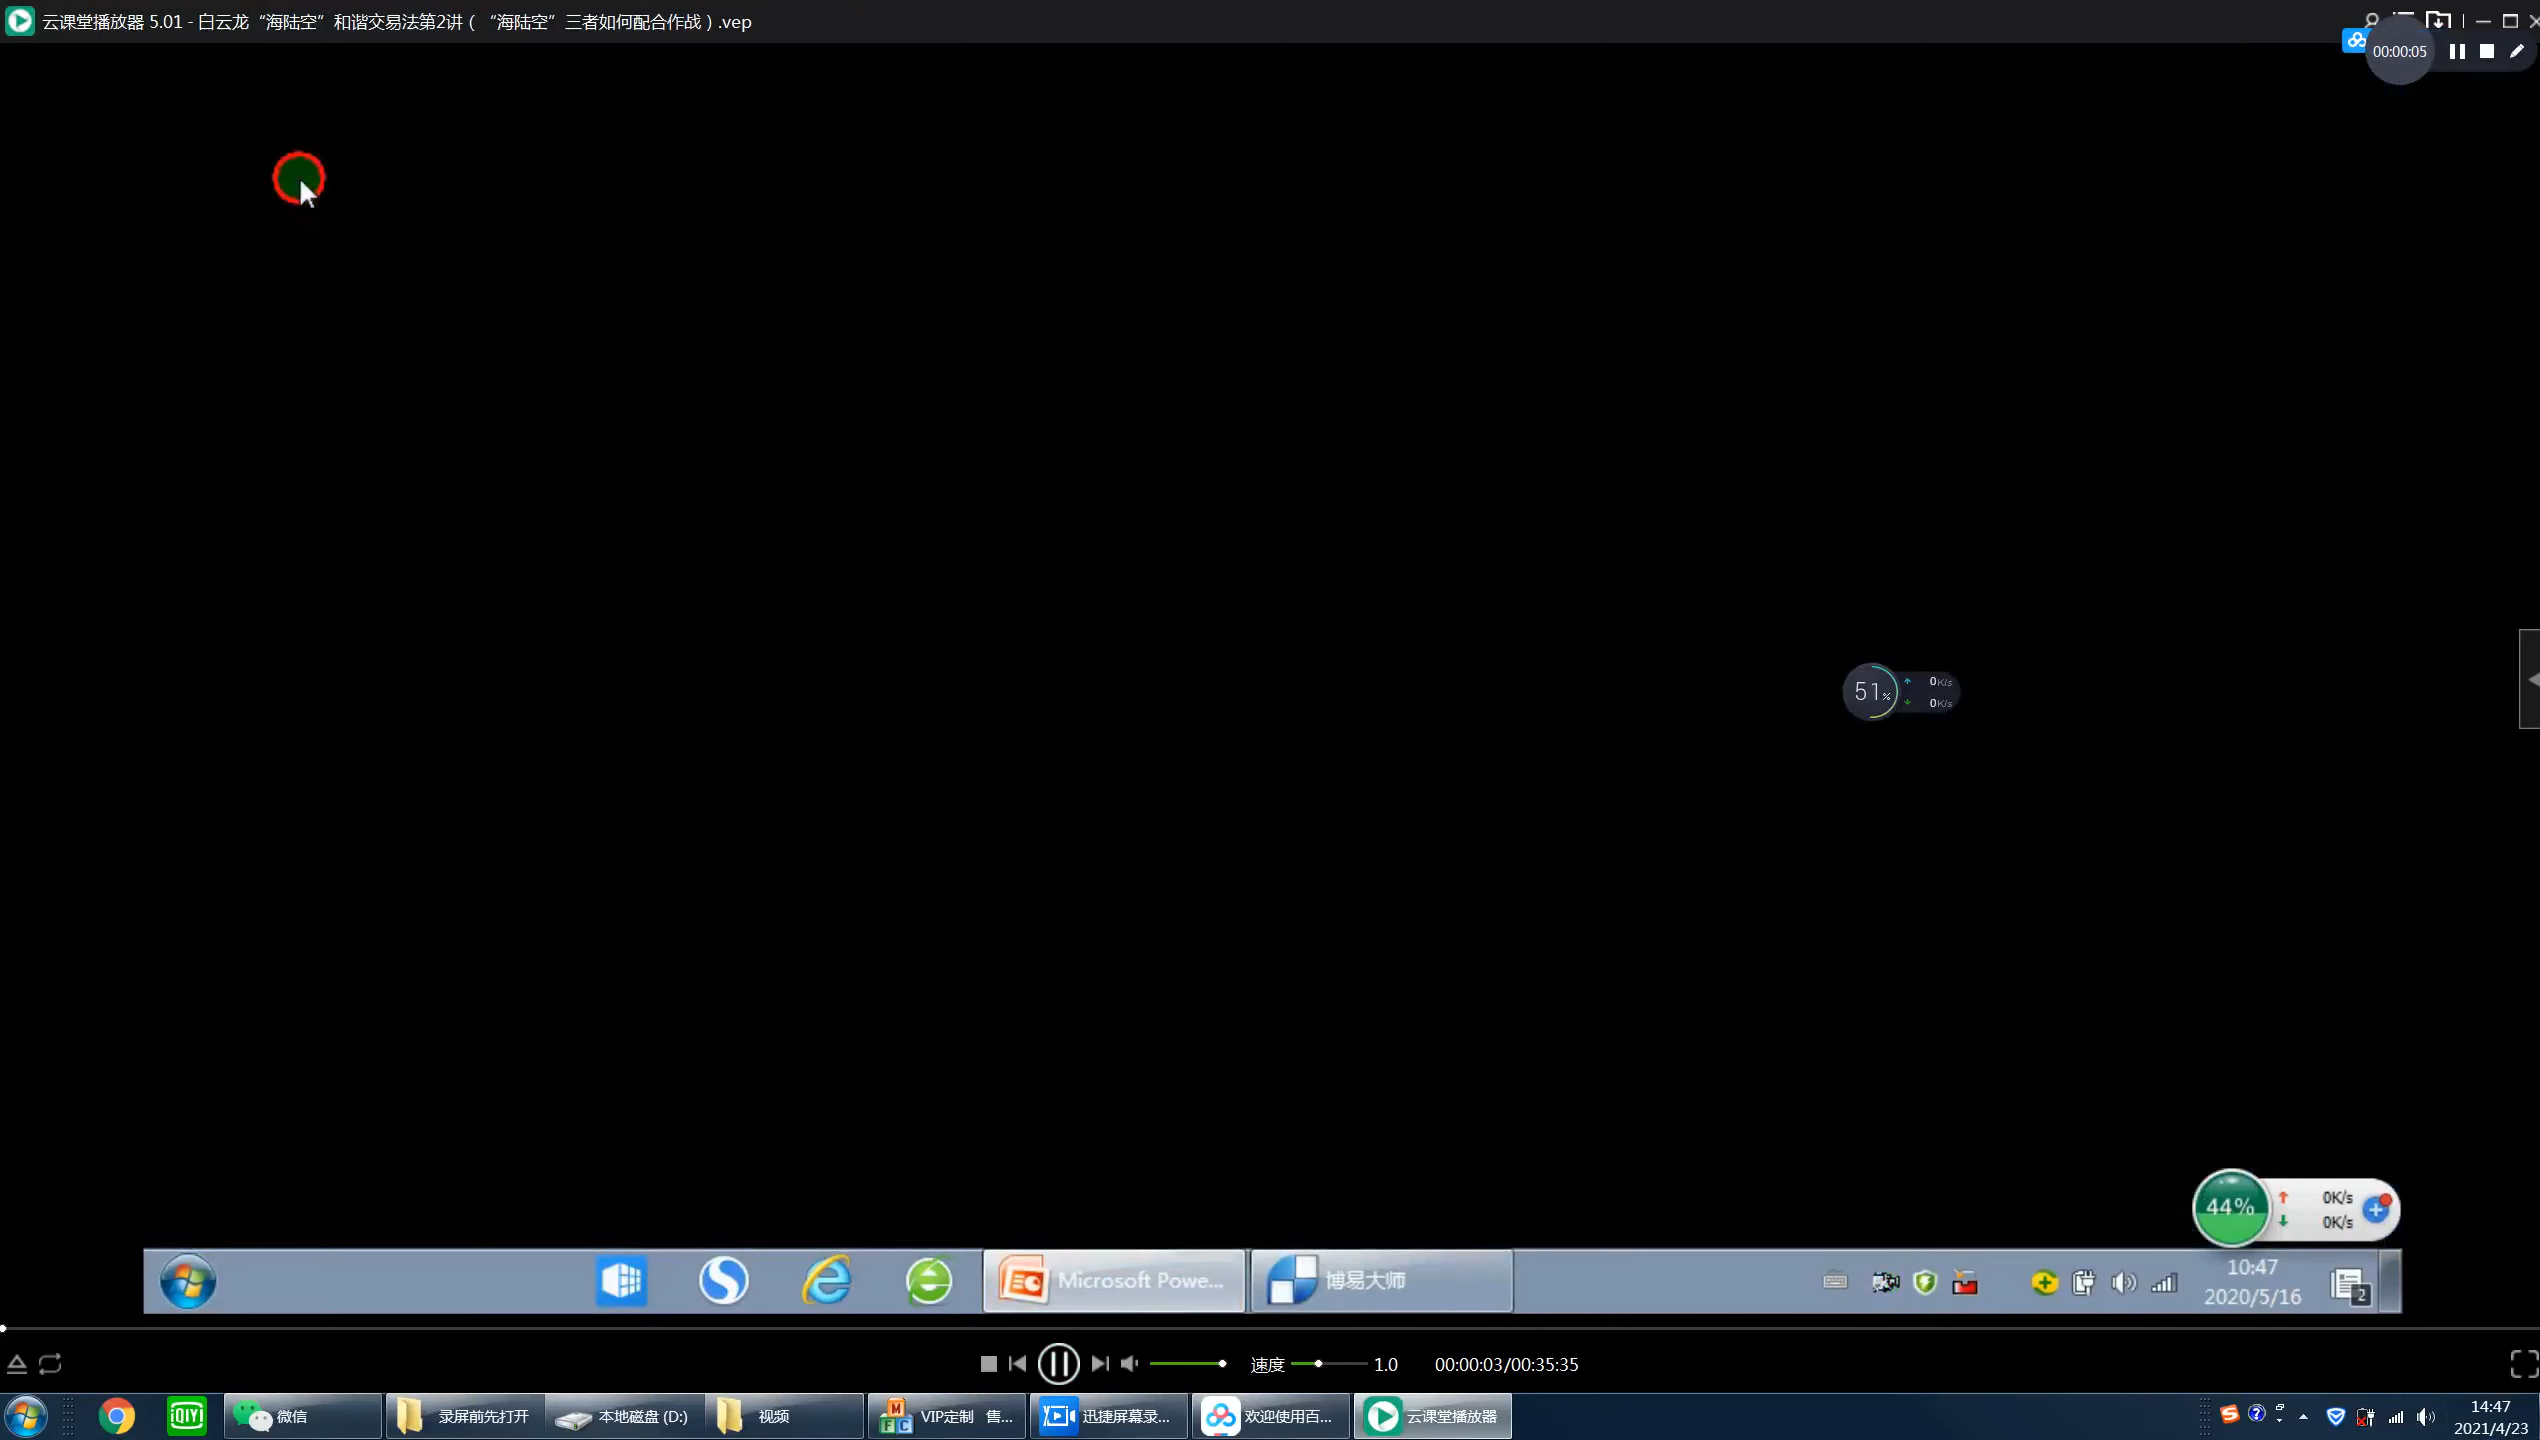 云课堂播放器 5.01 - 白云龙“海陆空”和谐交易法第2讲（“海陆空”三者如何配合作战）.vep
00:00:05
51%
0K/s
0K/s
44%
0K/s
0K/s
Microsoft Powe...
博易大师
10:47
2020/5/16
2
速度
1.0
00:00:03/00:35:35
QIYI
微信
录屏前先打开
本地磁盘 (D:)
视频
M
F C
VIP定制 售...
迅捷屏幕录...
欢迎使用百...
云课堂播放器
14:47
2021/4/23